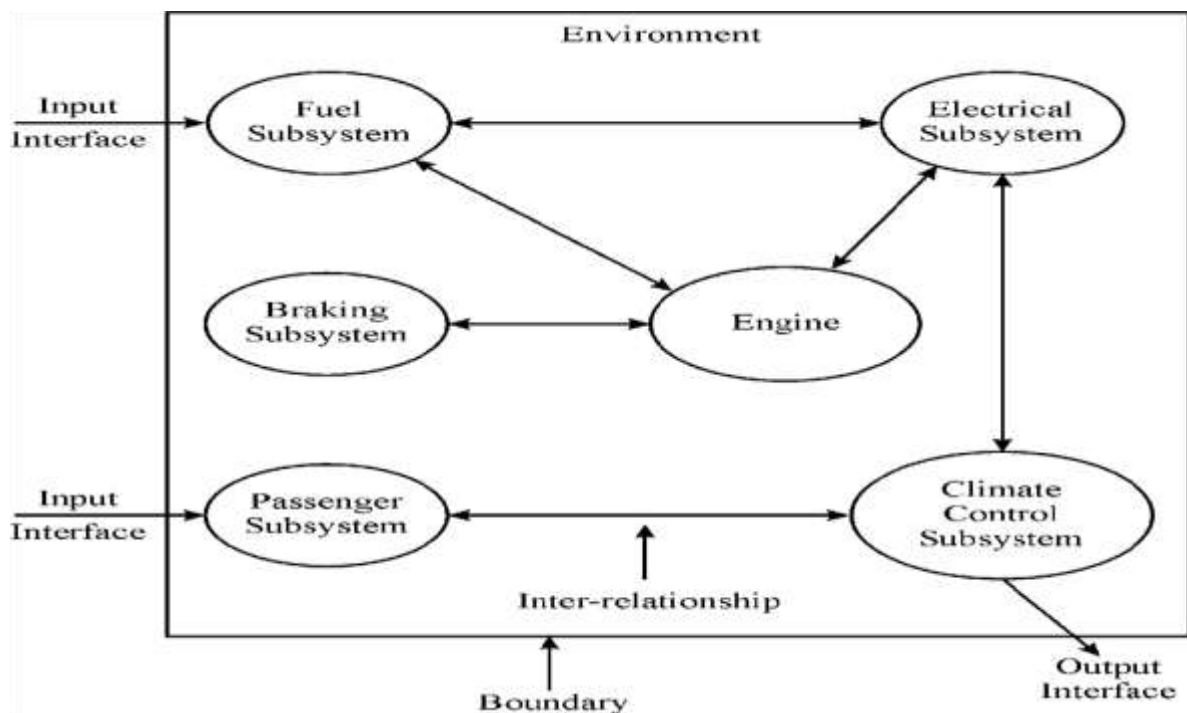 Environment
Input
Interface
Fuel
Subsystem
Electrical
Subsystem
Braking
Subsystem
Engine
Input
Interface
Passenger
Subsystem
Climate
Control
Subsystem
Inter-relationship
Boundary
Output
Interface